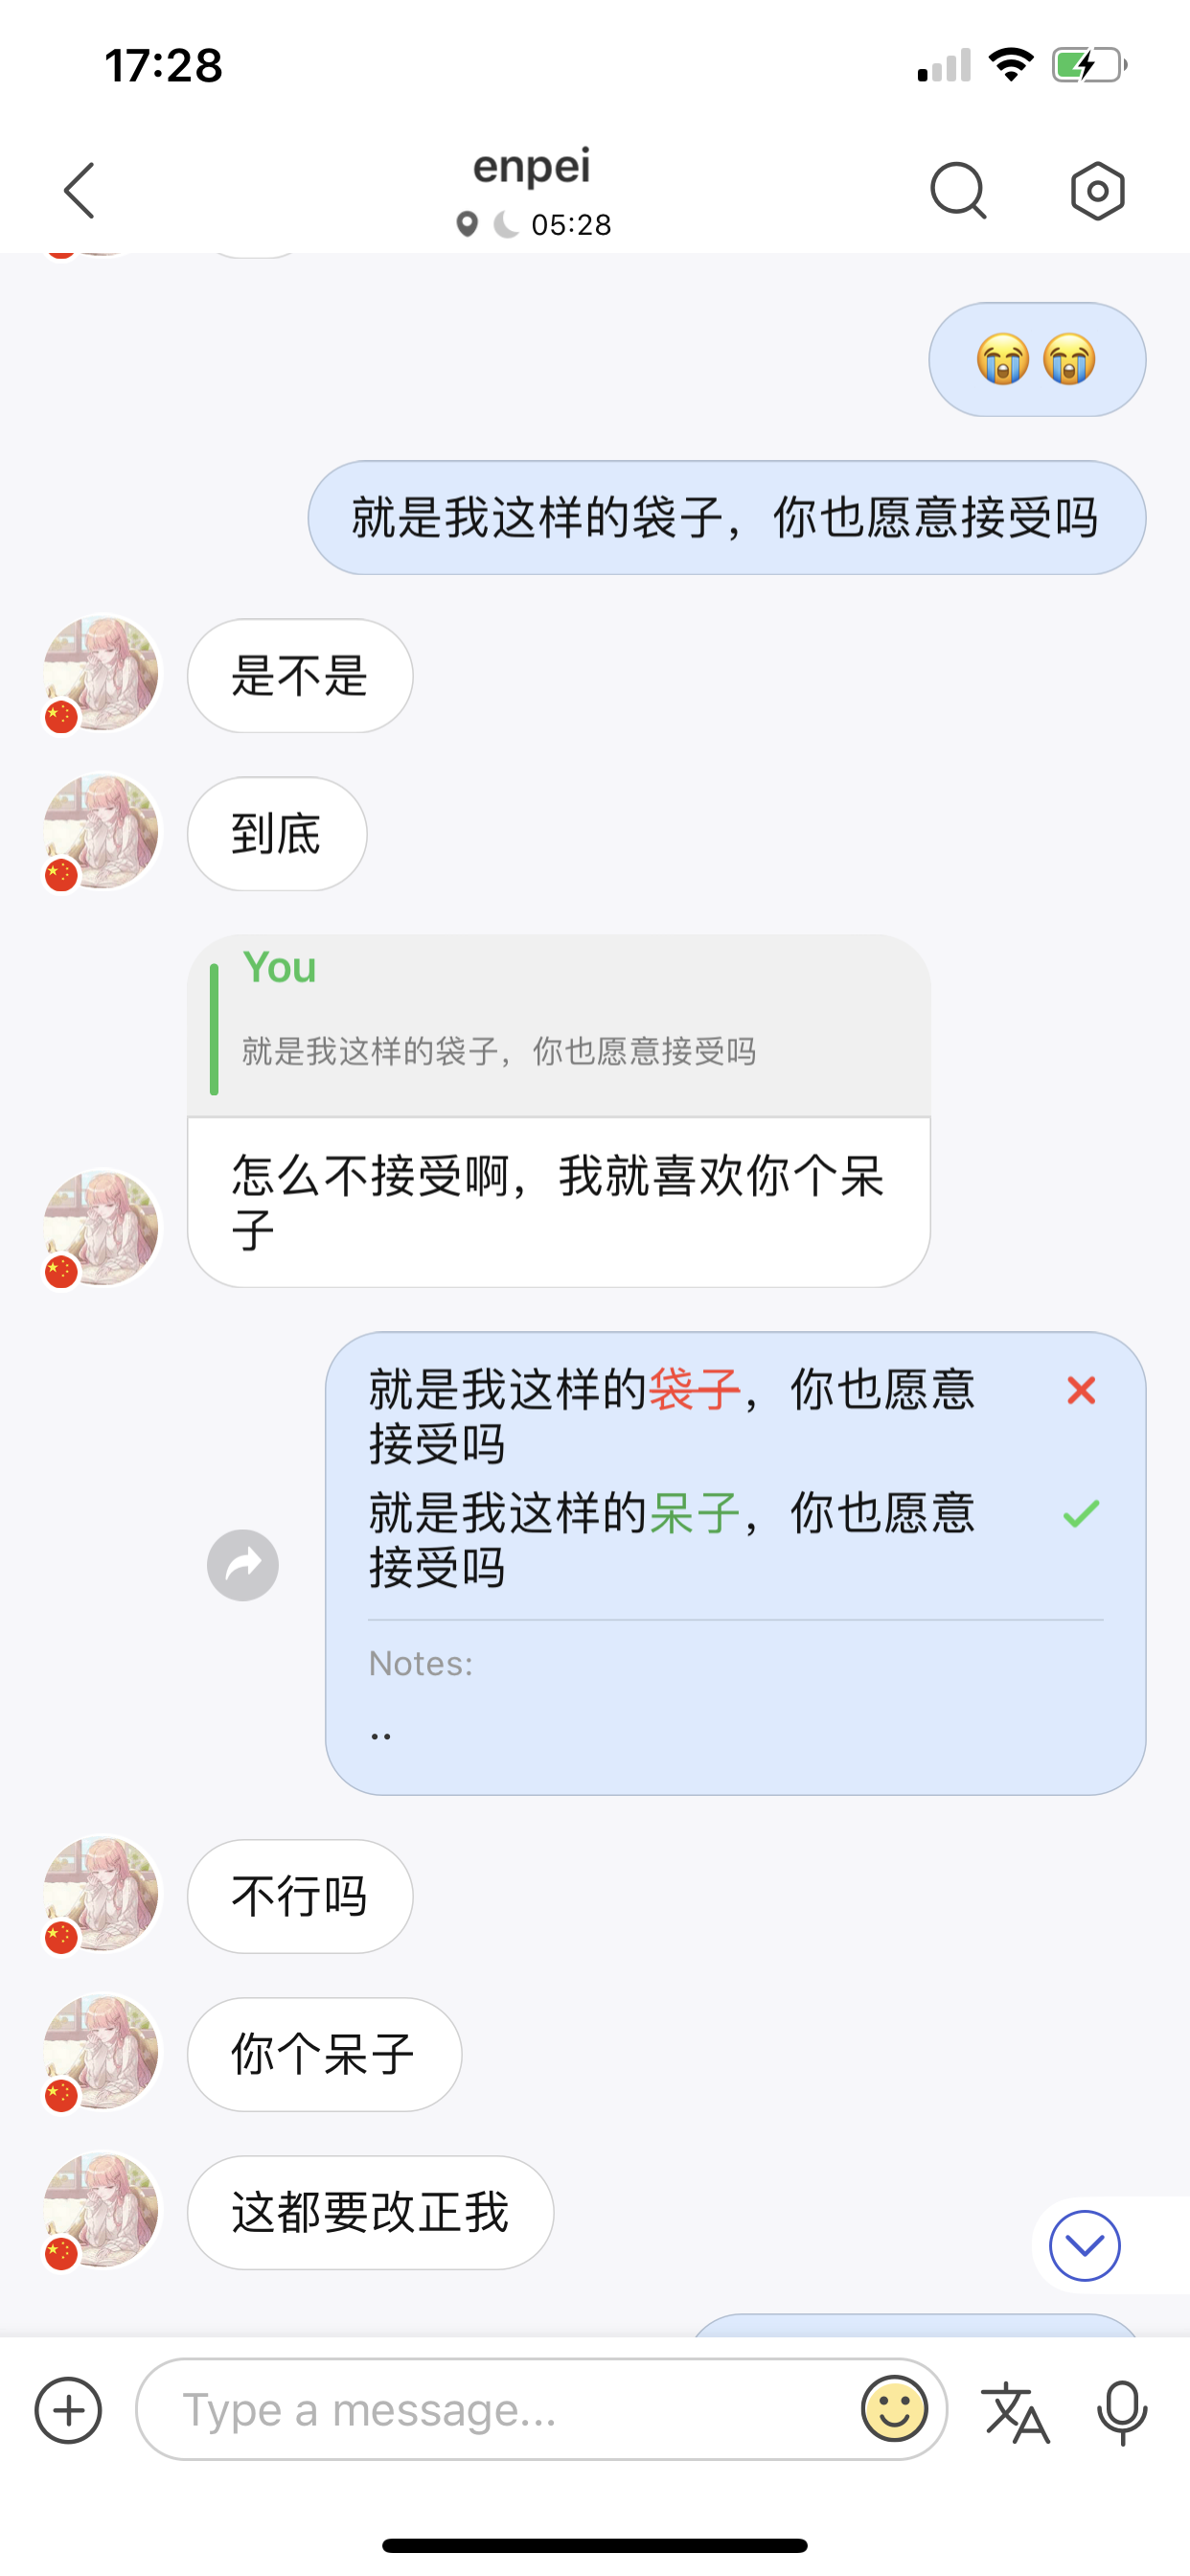 17:28
enpei
05:28
😭😭
就是我这样的袋子，你也愿意接受吗
是不是
到底
You
就是我这样的袋子，你也愿意接受吗
怎么不接受啊，我就喜欢你个呆
子
就是我这样的袋子，你也愿意
接受吗
就是我这样的呆子，你也愿意
接受吗
Notes:
..
不行吗
你个呆子
这都要改正我
Type a message...